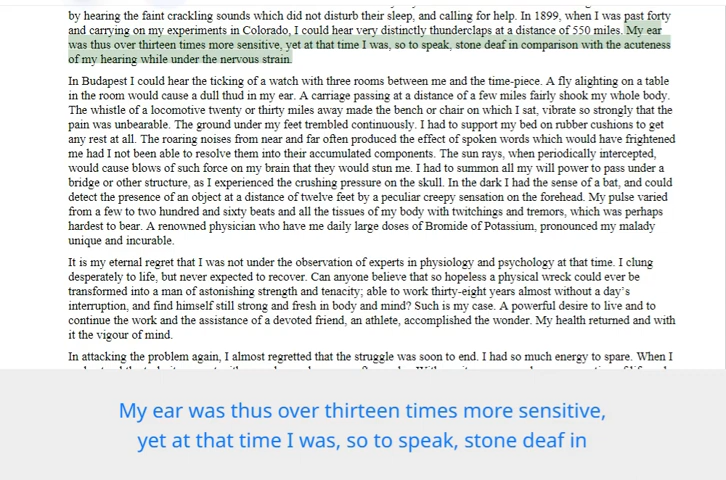 by hearing the faint crackling sounds which did not disturb their sleep, and calling for help. In 1899, when I was past forty
and carrying on my experiments in Colorado, I could hear very distinctly thunderclaps at a distance of 550 miles. My ear
was thus over thirteen times more sensitive, yet at that time I was, so to speak, stone deaf in comparison with the acuteness
of my hearing while under the nervous strain.
In Budapest I could hear the ticking of a watch with three rooms between me and the time-piece. A fly alighting on a table
in the room would cause a dull thud in my ear. A carriage passing at a distance of a few miles fairly shook my whole body.
The whistle of a locomotive twenty or thirty miles away made the bench or chair on which I sat, vibrate so strongly that the
pain was unbearable. The ground under my feet trembled continuously. I had to support my bed on rubber cushions to get
any rest at all. The roaring noises from near and far often produced the effect of spoken words which would have frightened
me had I not been able to resolve them into their accumulated components. The sun rays, when periodically intercepted,
would cause blows of such force on my brain that they would stun me. I had to summon all my will power to pass under a
bridge or other structure, as I experienced the crushing pressure on the skull. In the dark I had the sense of a bat, and could
detect the presence of an object at a distance of twelve feet by a peculiar creepy sensation on the forehead. My pulse varied
from a few to two hundred and sixty beats and all the tissues of my body with twitchings and tremors, which was perhaps
hardest to bear. A renowned physician who have me daily large doses of Bromide of Potassium, pronounced my malady
unique and incurable.
It is my eternal regret that I was not under the observation of experts in physiology and psychology at that time. I clung
desperately to life, but never expected to recover. Can anyone believe that so hopeless a physical wreck could ever be
transformed into a man of astonishing strength and tenacity; able to work thirty-eight years almost without a day's
interruption, and find himself still strong and fresh in body and mind? Such is my case. A powerful desire to live and to
continue the work and the assistance of a devoted friend, an athlete, accomplished the wonder. My health returned and with
it the vigour of mind.
In attacking the problem again, I almost regretted that the struggle was soon to end. I had so much energy to spare. When I
My ear was thus over thirteen times more sensitive,
yet at that time I was, so to speak, stone deaf in